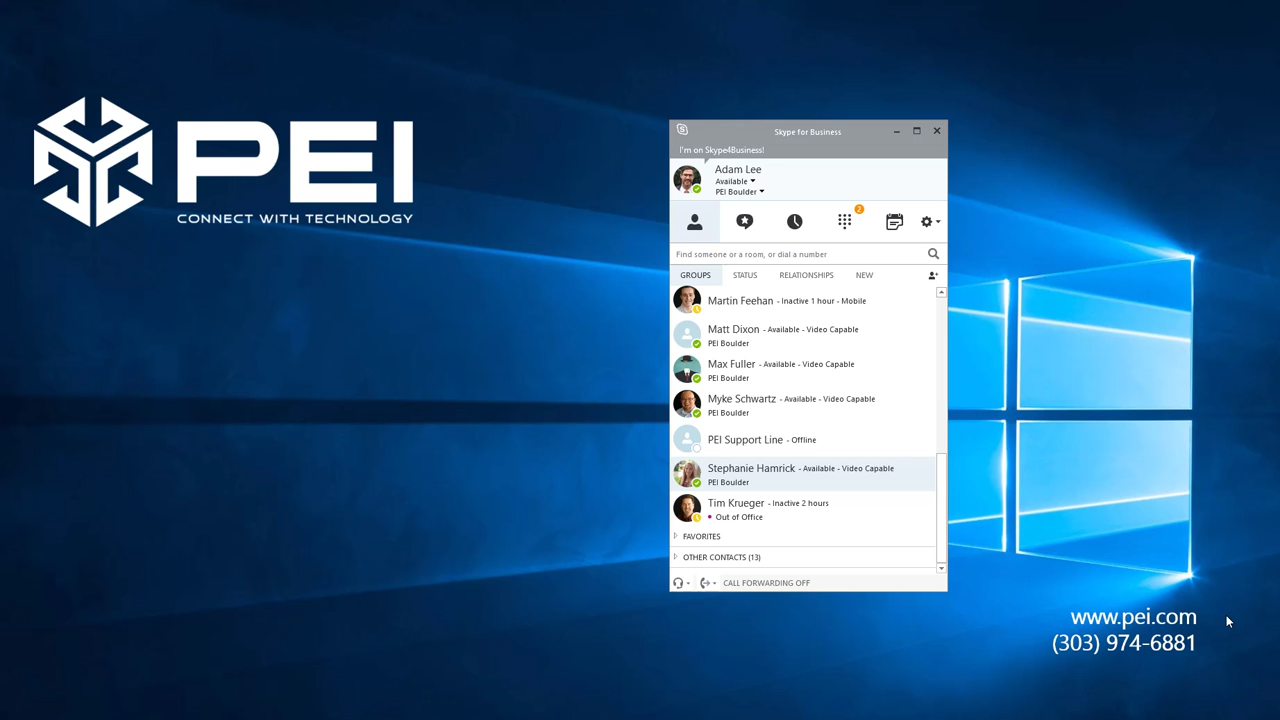 PEI
CONNECT WITH TECHNOLOGY
Skype for Business
I'm on Skype4Business!
Adam Lee
Available
PEI Boulder
2
Find someone or a room, or dial a number
GROUPS STATUS RELATIONSHIPS NEW
Martin Feehan - Inactive 1 hour - Mobile
Matt Dixon - Available - Video Capable
PEI Boulder
Max Fuller - Available - Video Capable
PEI Boulder
Myke Schwartz - Available - Video Capable
PEI Boulder
PEI Support Line - Offline
Stephanie Hamrick - Available - Video Capable
PEI Boulder
Tim Krueger - Inactive 2 hours
Out of Office
FAVORITES
OTHER CONTACTS (13)
CALL FORWARDING OFF
www.pei.com
(303) 974-6881